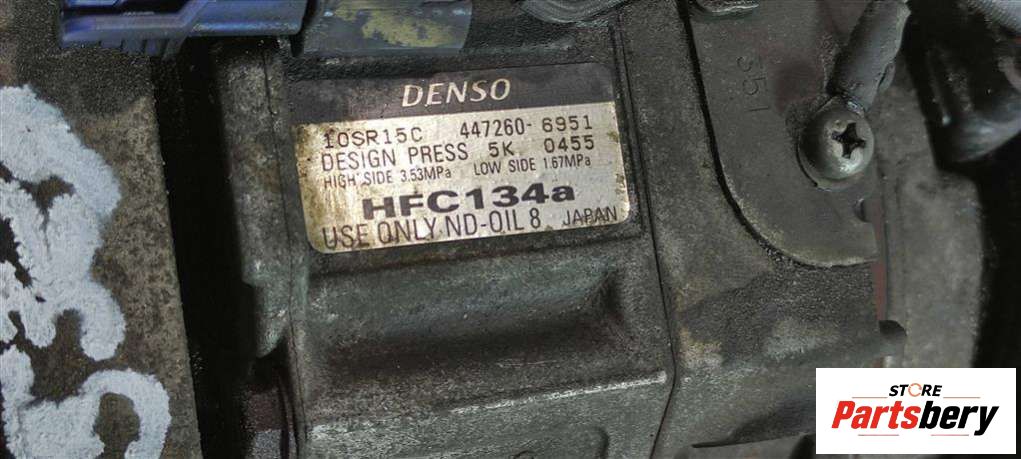 DENSO
10SR15C 447260-6951
DESIGN PRESS 5K 0455
HIGH SIDE 3.53MPa LOW SIDE 1.67MPa
HFC134a
USE ONLY ND-OIL 8 JAPAN
351
STORE
Partsbery